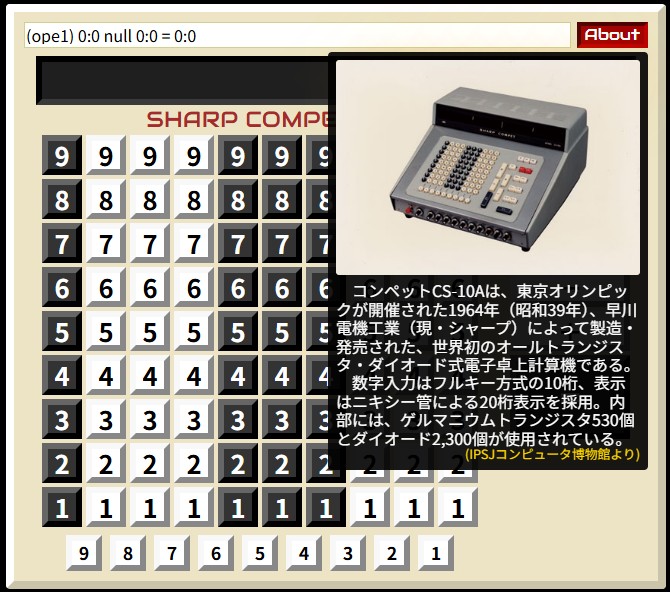 (ope1) 0:0 null 0:0 = 0:0
About
SHARP COMPE
コンペットCS-10Aは、東京オリンピッ
クが開催された1964年（昭和39年）、早川
電機工業（現・シャープ）によって製造・
発売された、世界初のオールトランジス
タ・ダイオード式電子卓上計算機である。
数字入力はフルキー方式の10桁、表示
はニキシー管による20桁表示を採用。内
部には、ゲルマニウムトランジスタ530個
とダイオード2,300個が使用されている。
(IPSJコンピュータ博物館より)
9 9 9 9 9 9 9
8 8 8 8 8 8 8
7 7 7 7 7 7 7
6 6 6 6 6 6 6
5 5 5 5 5 5 5
4 4 4 4 4 4 4
3 3 3 3 3 3 3
2 2 2 2 2 2 2 2 2 2
1 1 1 1 1 1 1 1 1 1
9 8 7 6 5 4 3 2 1